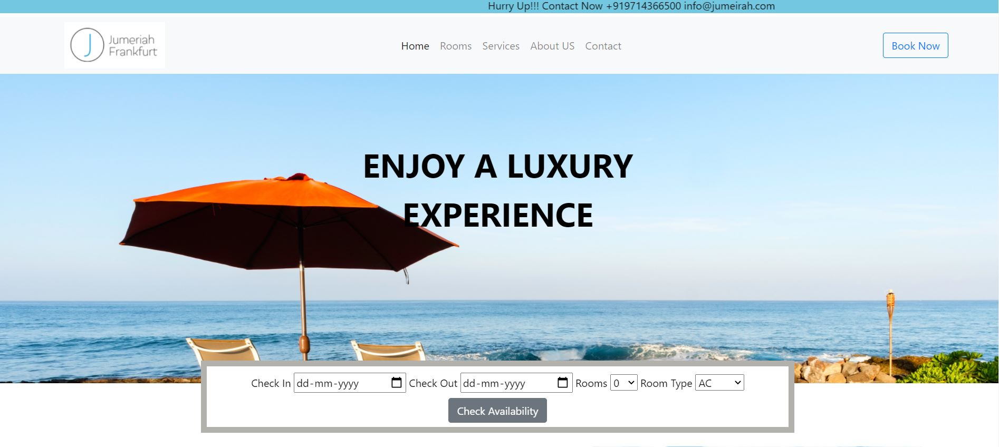 Hurry Up!!! Contact Now +919714366500 info@jumeirah.com
Jumeriah
Frankfurt
Home Rooms Services About US Contact
Book Now
ENJOY A LUXURY
EXPERIENCE
Check In dd-mm-yyyy Check Out dd-mm-yyyy Rooms 0 Room Type AC
Check Availability